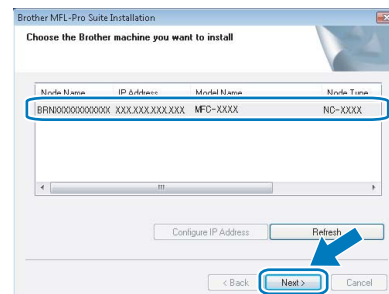 Brother MFL-Pro Suite Installation
Choose the Brother machine you want to install
Node Name IP Address Model Name Node Type
BRNXXXXXXXXXXXX XXX.XXX.XXX.XXX MFC-XXXX NC-XXXX
Configure IP Address Refresh
< Back Next > Cancel